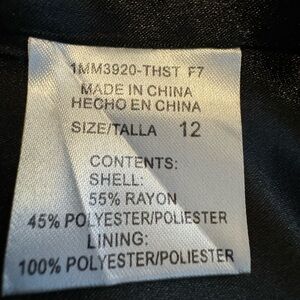 1MM3920-THST F7
MADE IN CHINA
HECHO EN CHINA
SIZE/TALLA 12
CONTENTS:
SHELL:
55% RAYON
45% POLYESTER/POLIESTER
LINING:
100% POLYESTER/POLIESTER